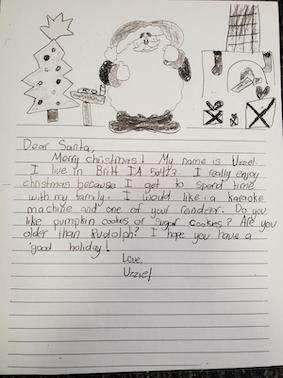 Dear Santa,
Merry christmas! My name is Uzziel.
I live in Britt IA 50423. I really enjoy
christmas because I get to spend time
with my family. I would like a karaoke
machine and one of your reindeer. Do you
like pumpkin cookies or sugar cookies? Are you
older than Rudolph? I hope you have a
good holiday!
Love,
Uzziel